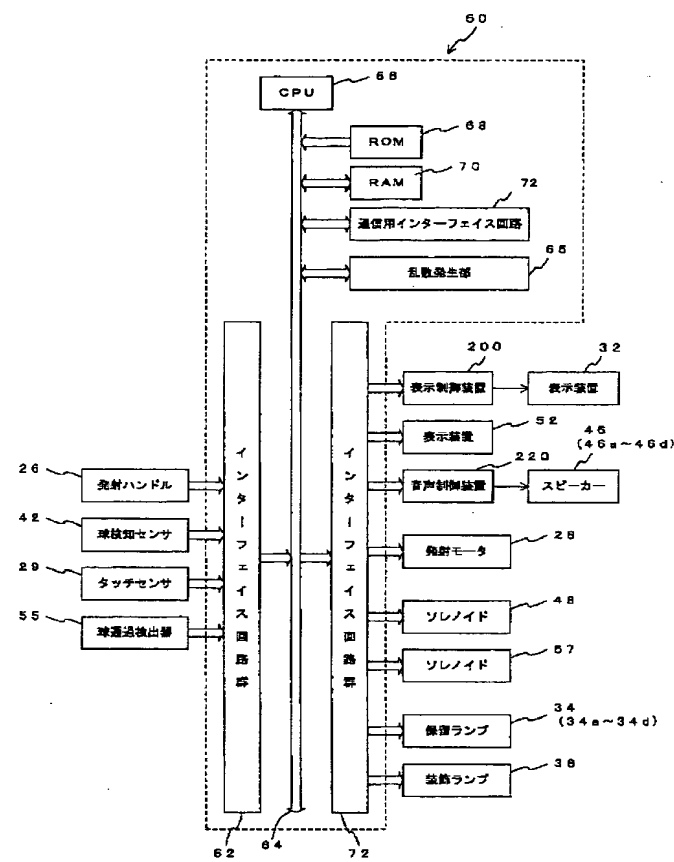 60
66
CPU
68
ROM
70
RAM
72
通信用インターフェイス回路
65
乱数発生部
200
表示制御装置
32
表示装置
52
表示装置
46
(46a～46d)
220
音声制御装置
スピーカー
26
発射ハンドル
42
球検知センサ
29
タッチセンサ
55
球通過検出器
インターフェイス回路群
インターフェイス回路群
28
発射モータ
48
ソレノイド
57
ソレノイド
34
(34a～34d)
保留ランプ
38
装飾ランプ
62
64
72